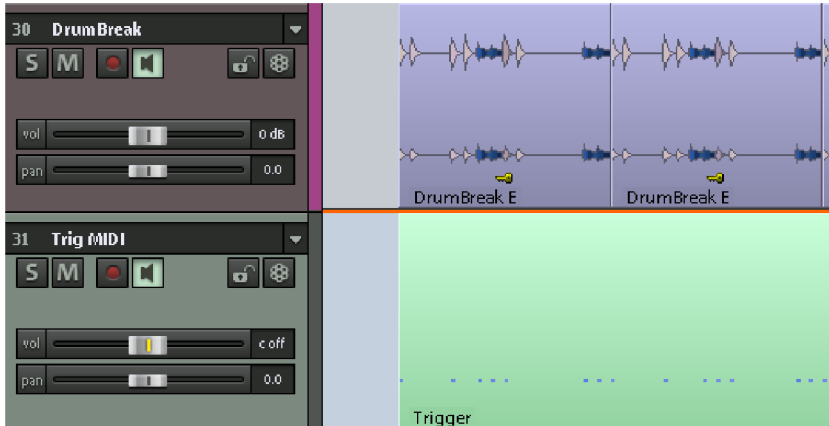 30 DrumBreak
S M
vol 0 dB
pan 0.0
DrumBreak E DrumBreak E
31 Trig MIDI
S M
vol c off
pan 0.0
Trigger